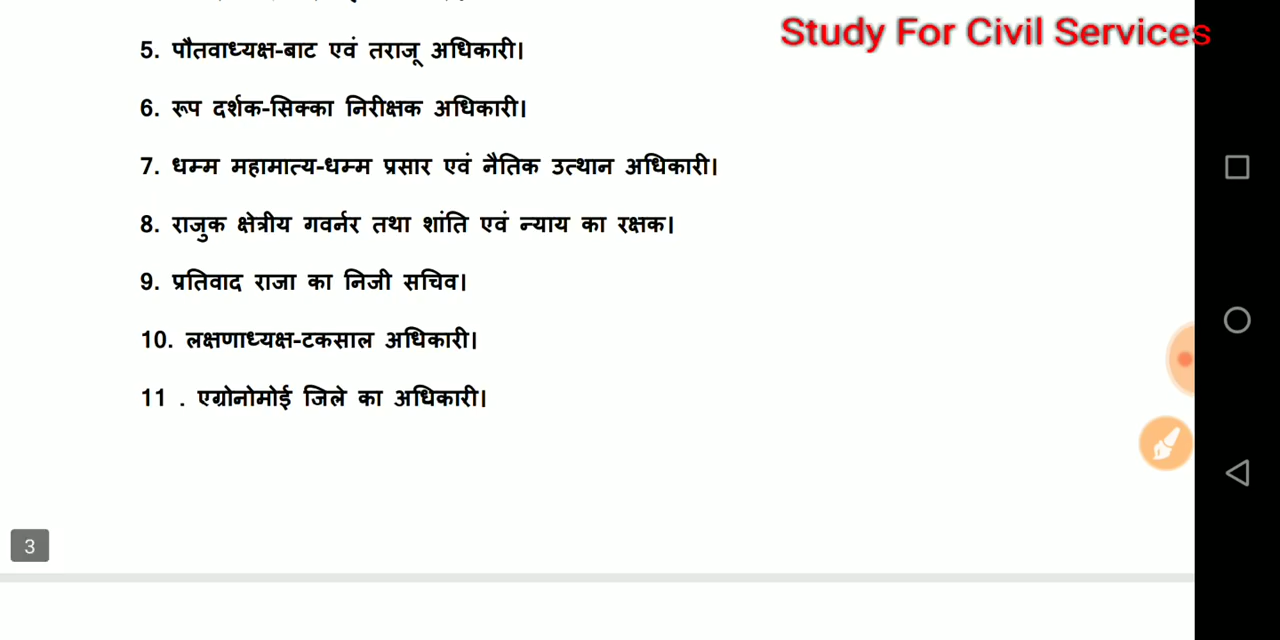 Study For Civil Services
5. पौतवाध्यक्ष-बाट एवं तराजू अधिकारी।
6. रूप दर्शक-सिक्का निरीक्षक अधिकारी।
7. धम्म महामात्य-धम्म प्रसार एवं नैतिक उत्थान अधिकारी।
8. राजुक क्षेत्रीय गवर्नर तथा शांति एवं न्याय का रक्षक।
9. प्रतिवाद राजा का निजी सचिव।
10. लक्षणाध्यक्ष-टकसाल अधिकारी।
11 . एग्रोनोमोई जिले का अधिकारी।
3